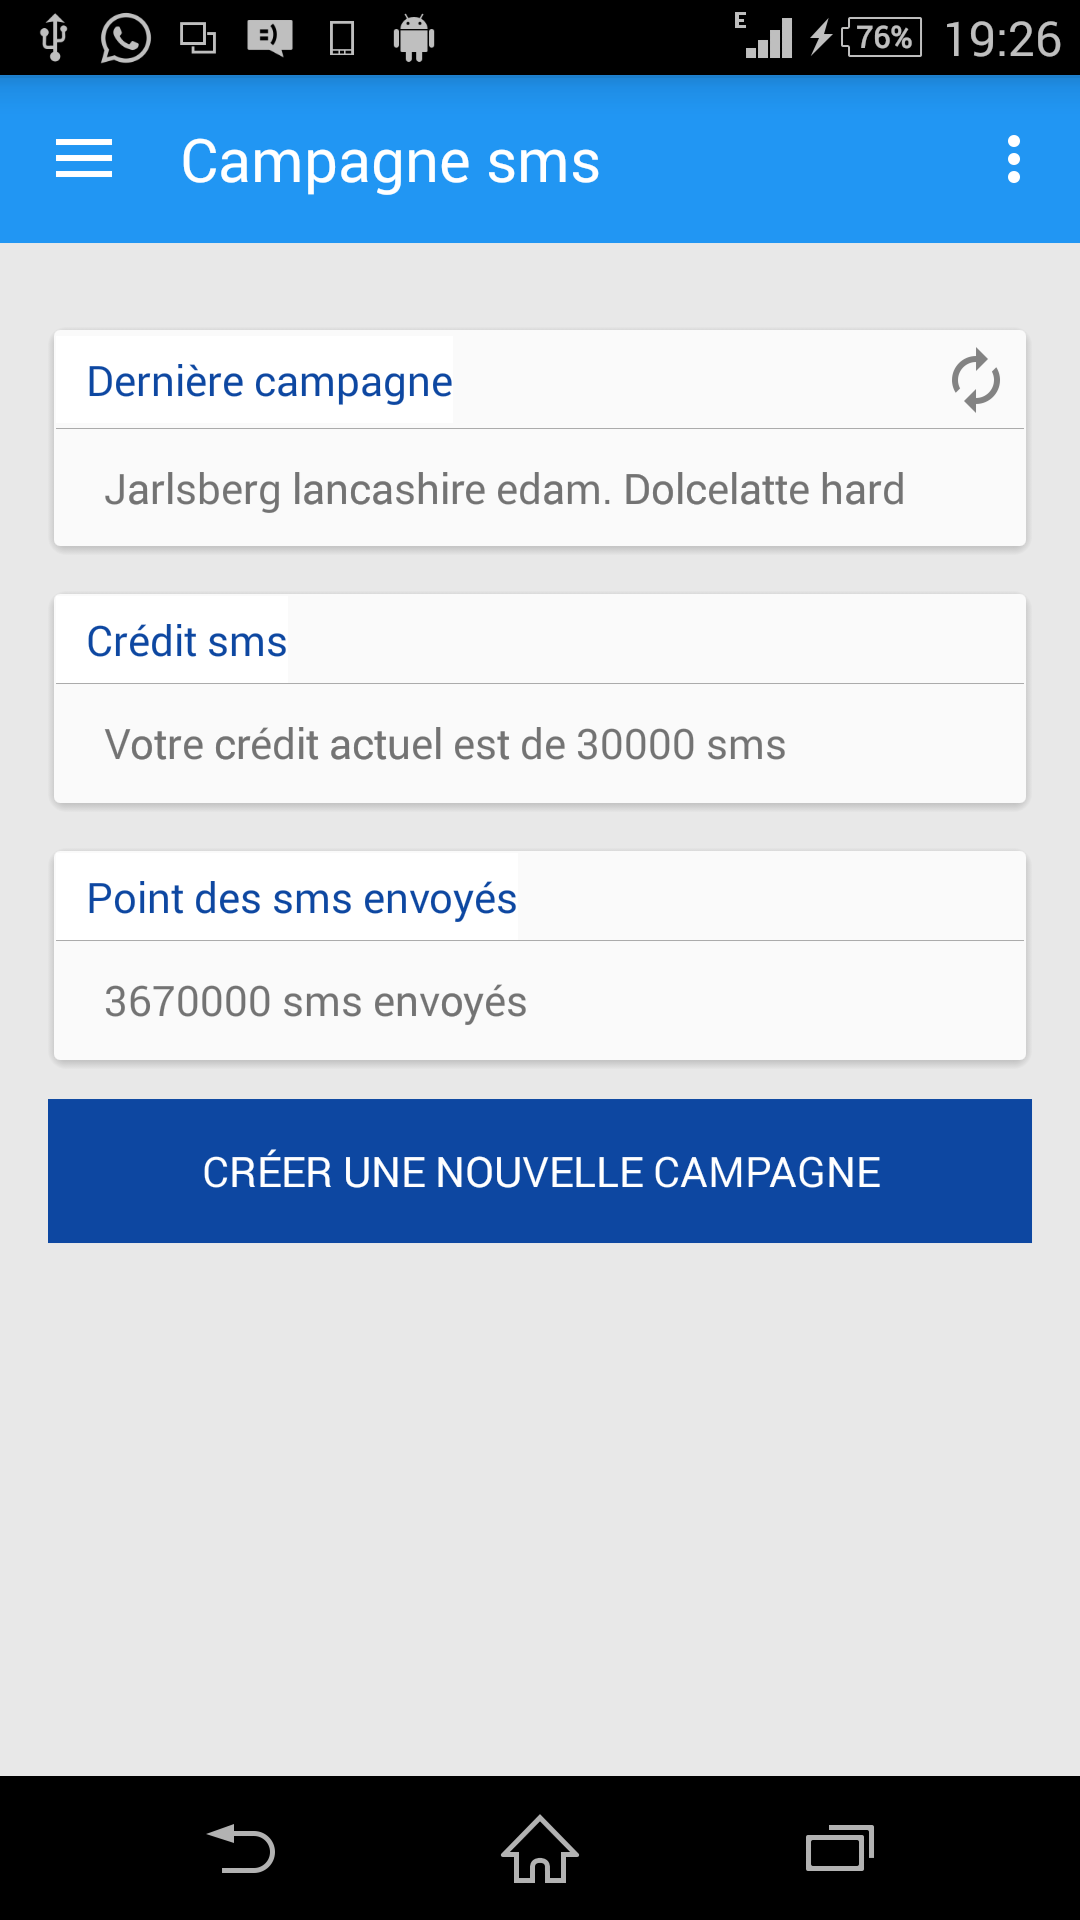 E 76% 19:26
Campagne sms
Dernière campagne
Jarlsberg lancashire edam. Dolcelatte hard
Crédit sms
Votre crédit actuel est de 30000 sms
Point des sms envoyés
3670000 sms envoyés
CRÉER UNE NOUVELLE CAMPAGNE